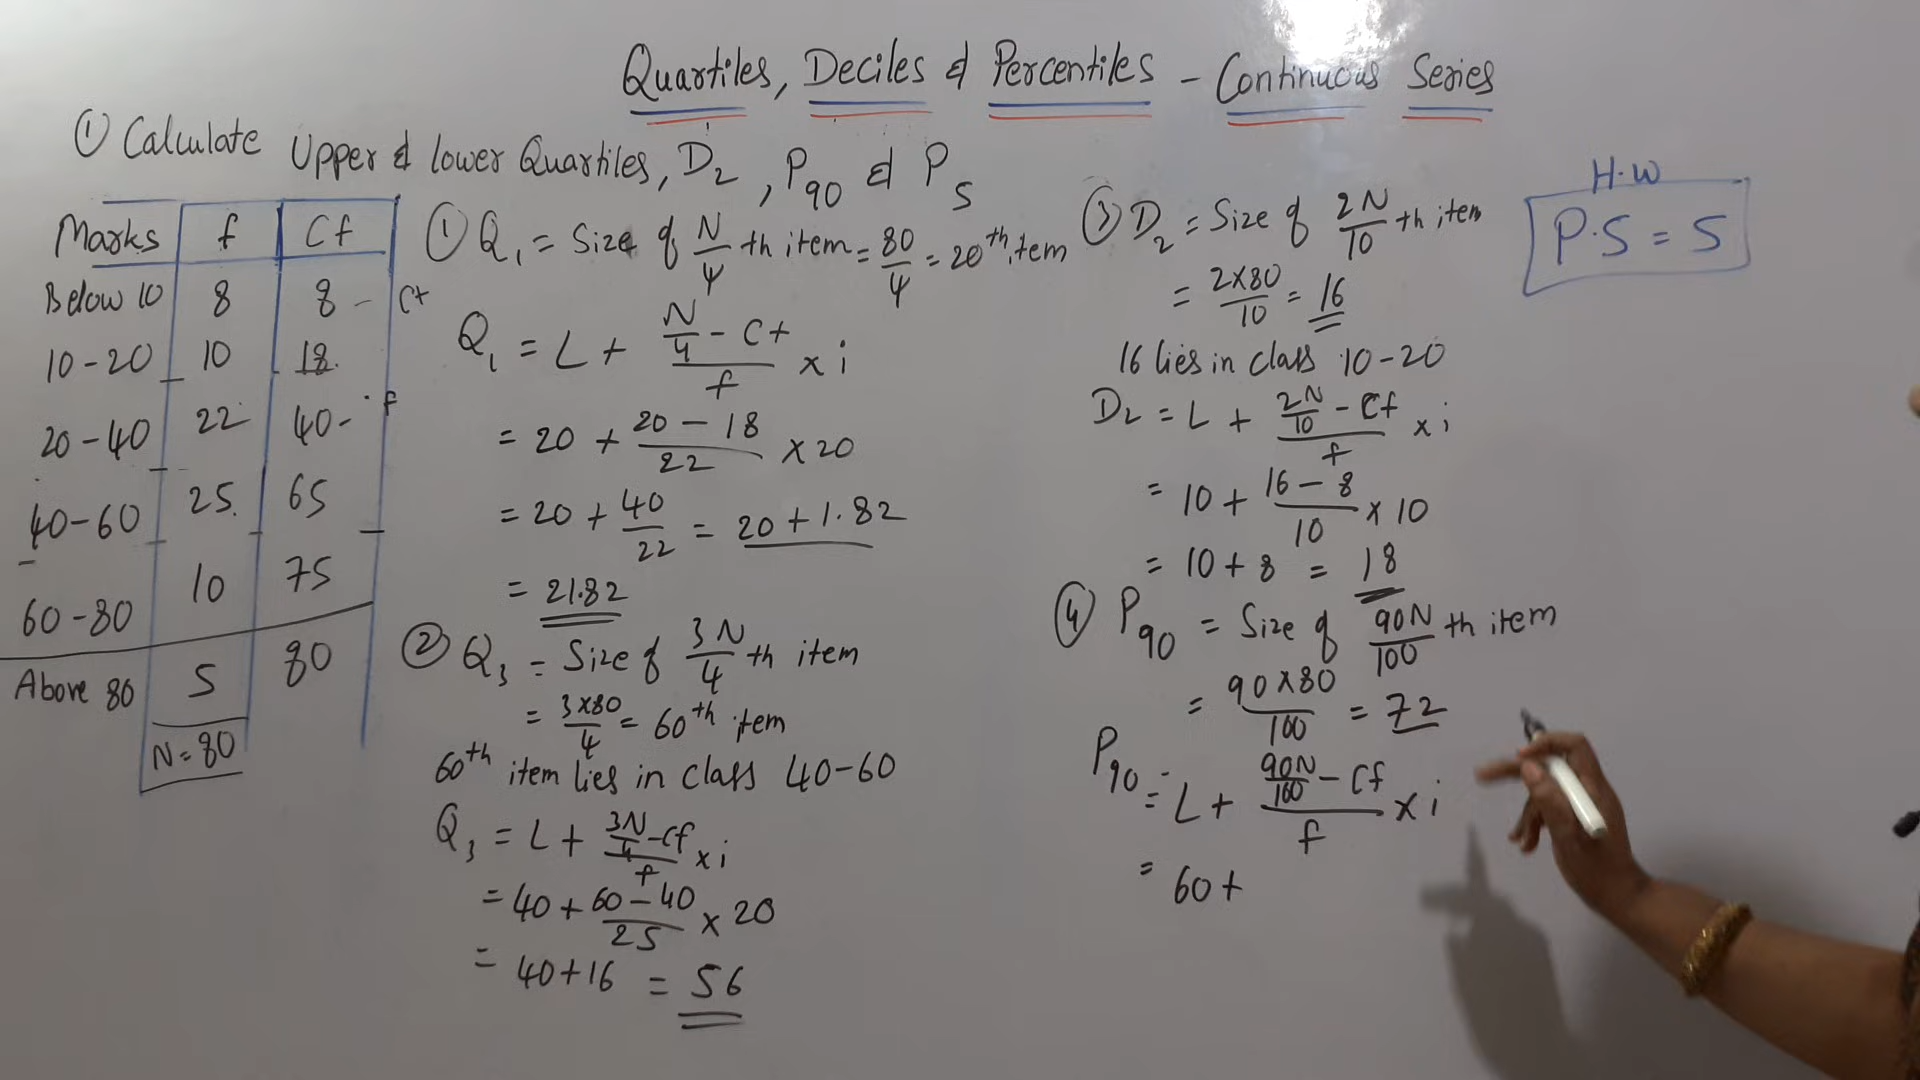 Quartiles, Deciles & Percentiles - Continuous Series
① Calculate Upper & lower Quartiles, D₂, P₉₀ & P₅
Marks f Cf
Below 10 8 8 - Cf
10-20 10 18
20-40 22 40 - f
40-60 25 65
60-80 10 75
Above 80 5 80
N=80
① Q₁ = Size of N/4 th item = 80/4 = 20th item
Q₁ = L + (N/4 - Cf)/f x i
= 20 + (20 - 18)/22 x 20
= 20 + 40/22 = 20 + 1.82
= 21.82
② Q₃ = Size of 3N/4 th item
= 3x80/4 = 60th item
60th item lies in class 40-60
Q₃ = L + (3N/4 - Cf)/f x i
= 40 + (60 - 40)/25 x 20
= 40 + 16 = 56
③ D₂ = Size of 2N/10 th item
= 2x80/10 = 16
16 lies in class 10-20
D₂ = L + (2N/10 - Cf)/f x i
= 10 + (16 - 8)/10 x 10
= 10 + 8 = 18
④ P₉₀ = Size of 90N/100 th item
= 90x80/100 = 72
P₉₀ = L + (90N/100 - Cf)/f x i
= 60 +
H.W
P.5 = 5